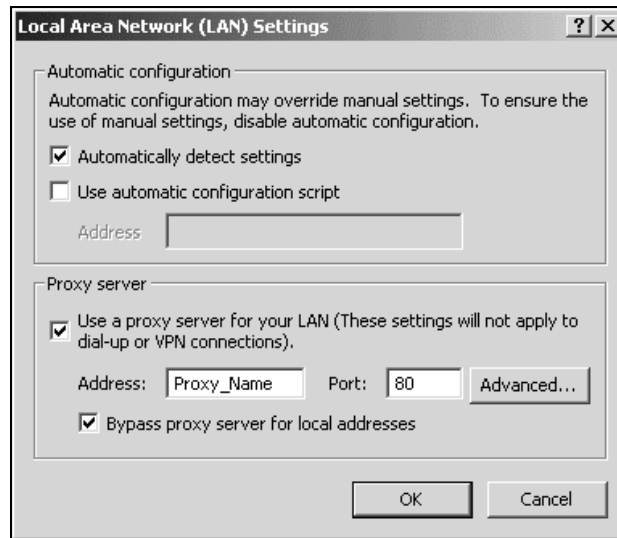 Local Area Network (LAN) Settings
Automatic configuration
Automatic configuration may override manual settings. To ensure the
use of manual settings, disable automatic configuration.
Automatically detect settings
Use automatic configuration script
Address
Proxy server
Use a proxy server for your LAN (These settings will not apply to
dial-up or VPN connections).
Address: Proxy_Name Port: 80 Advanced...
Bypass proxy server for local addresses
OK Cancel